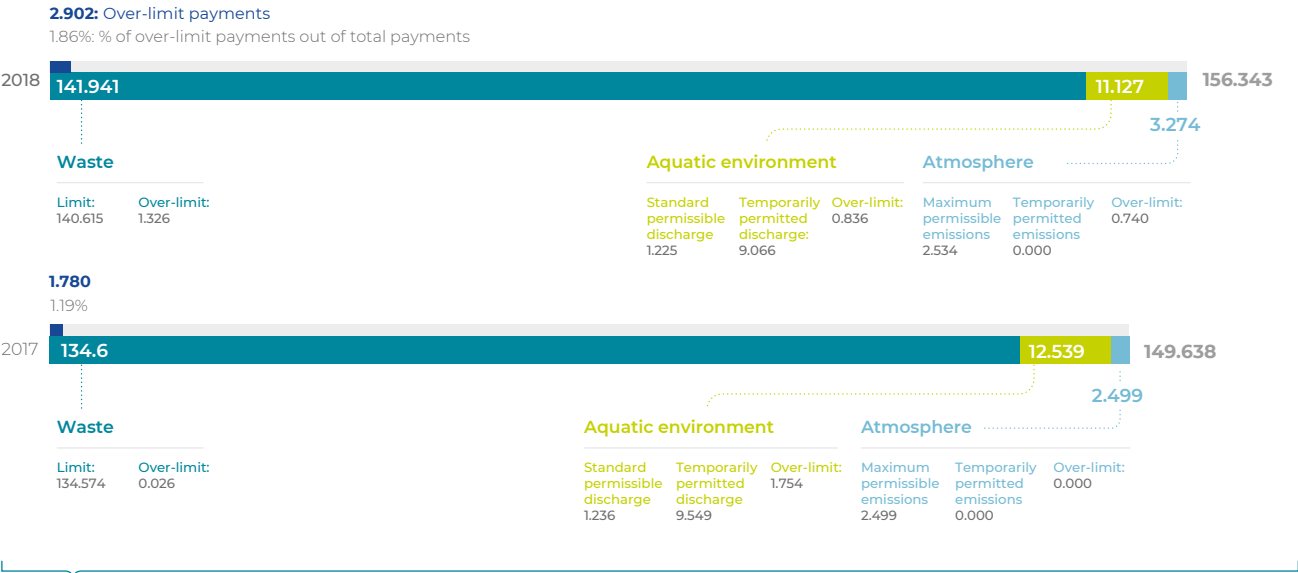 2.902: Over-limit payments
1.86%: % of over-limit payments out of total payments
2018
141.941
11.127
156.343
3.274
Waste
Limit:
140.615
Over-limit:
1.326
Aquatic environment
Standard
permissible
discharge
1.225
Temporarily
permitted
discharge:
9.066
Over-limit:
0.836
Atmosphere
Maximum
permissible
emissions
2.534
Temporarily
permitted
emissions
0.000
Over-limit:
0.740
1.780
1.19%
2017
134.6
12.539
149.638
2.499
Waste
Limit:
134.574
Over-limit:
0.026
Aquatic environment
Standard
permissible
discharge
1.236
Temporarily
permitted
discharge
9.549
Over-limit:
1.754
Atmosphere
Maximum
permissible
emissions
2.499
Temporarily
permitted
emissions
0.000
Over-limit:
0.000